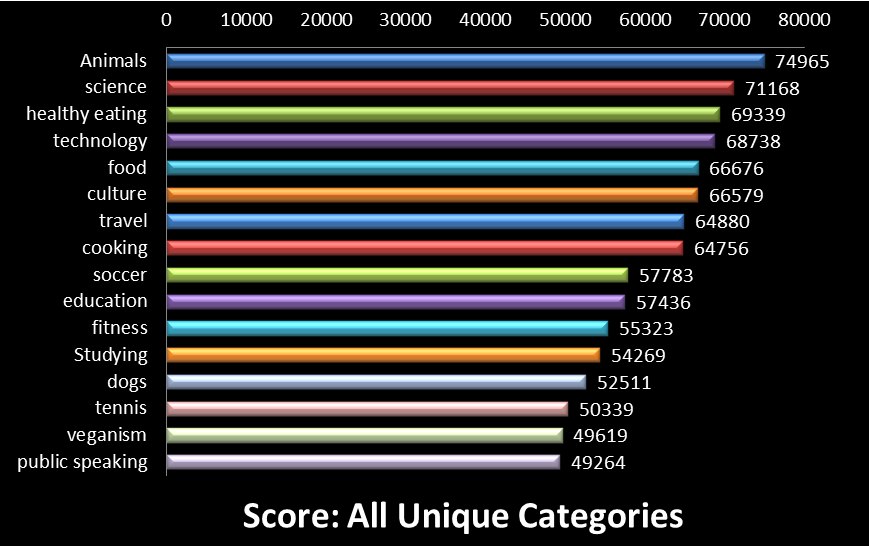 0 10000 20000 30000 40000 50000 60000 70000 80000
Animals 74965
science 71168
healthy eating 69339
technology 68738
food 66676
culture 66579
travel 64880
cooking 64756
soccer 57783
education 57436
fitness 55323
Studying 54269
dogs 52511
tennis 50339
veganism 49619
public speaking 49264
Score: All Unique Categories